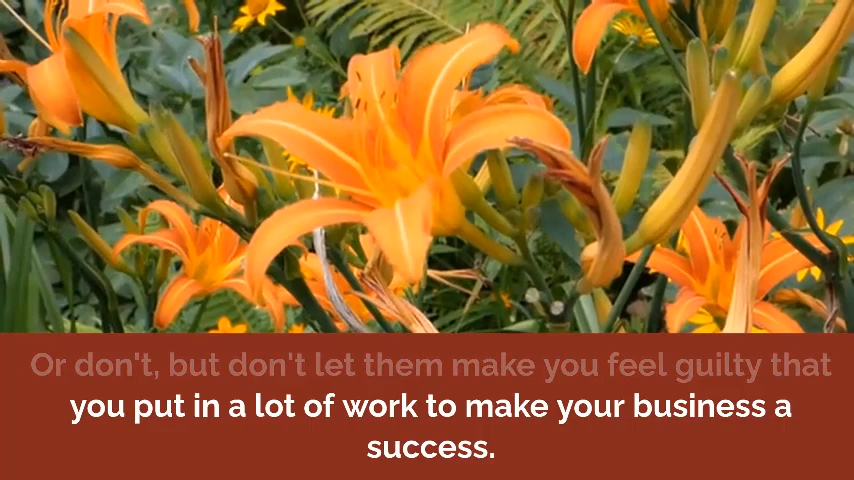 Or don't, but don't let them make you feel guilty that
you put in a lot of work to make your business a
success.